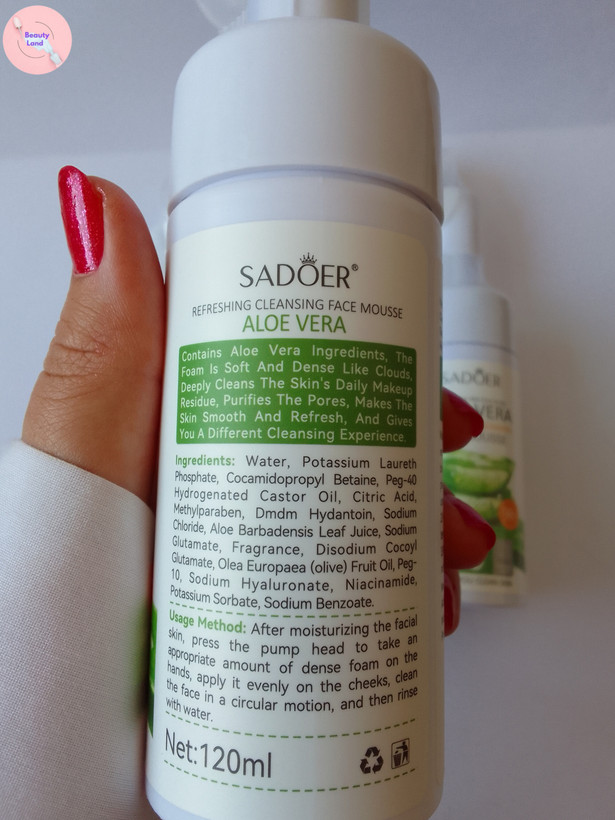 Beauty
Land
SADOER®
REFRESHING CLEANSING FACE MOUSSE
ALOE VERA
Contains Aloe Vera Ingredients, The
Foam Is Soft And Dense Like Clouds,
Deeply Cleans The Skin's Daily Makeup
Residue, Purifies The Pores, Makes The
Skin Smooth And Refresh, And Gives
You A Different Cleansing Experience.
Ingredients: Water, Potassium Laureth
Phosphate, Cocamidopropyl Betaine, Peg-40
Hydrogenated Castor Oil, Citric Acid,
Methylparaben, Dmdm Hydantoin, Sodium
Chloride, Aloe Barbadensis Leaf Juice, Sodium
Glutamate, Fragrance, Disodium Cocoyl
Glutamate, Olea Europaea (olive) Fruit Oil, Peg-
10, Sodium Hyaluronate, Niacinamide,
Potassium Sorbate, Sodium Benzoate.
Usage Method: After moisturizing the facial
skin, press the pump head to take an
appropriate amount of dense foam on the
hands, apply it evenly on the cheeks, clean
the face in a circular motion, and then rinse
with water.
Net:120ml
SADOER
VERA